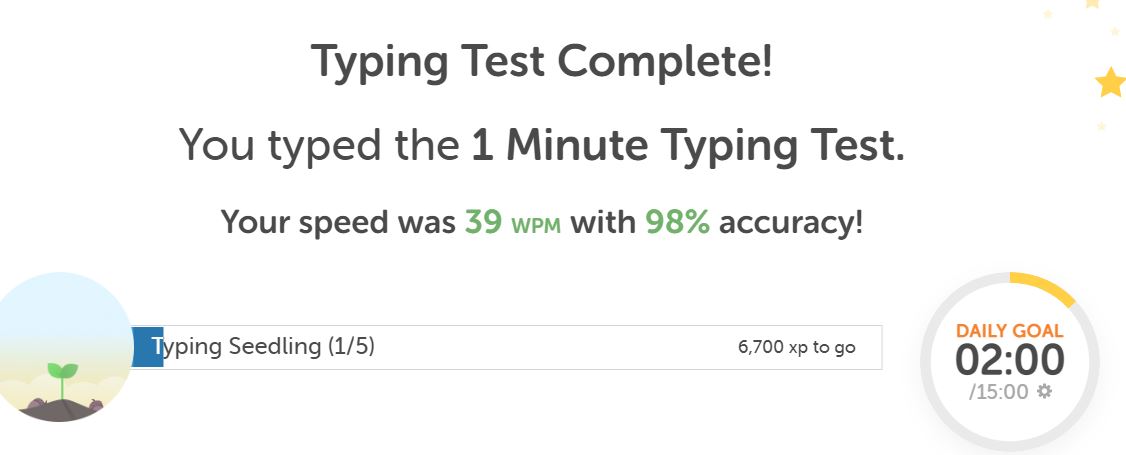 Typing Test Complete!
You typed the 1 Minute Typing Test.
Your speed was 39 WPM with 98% accuracy!
Typing Seedling (1/5)
6,700 xp to go
DAILY GOAL
02:00
/15:00